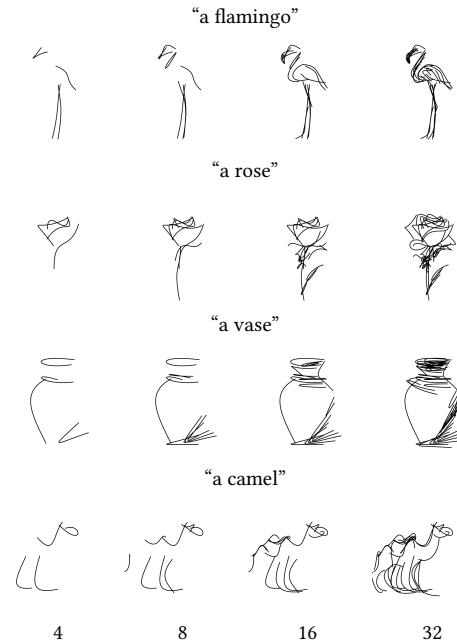 “a flamingo”
“a rose”
“a vase”
“a camel”
4 8 16 32